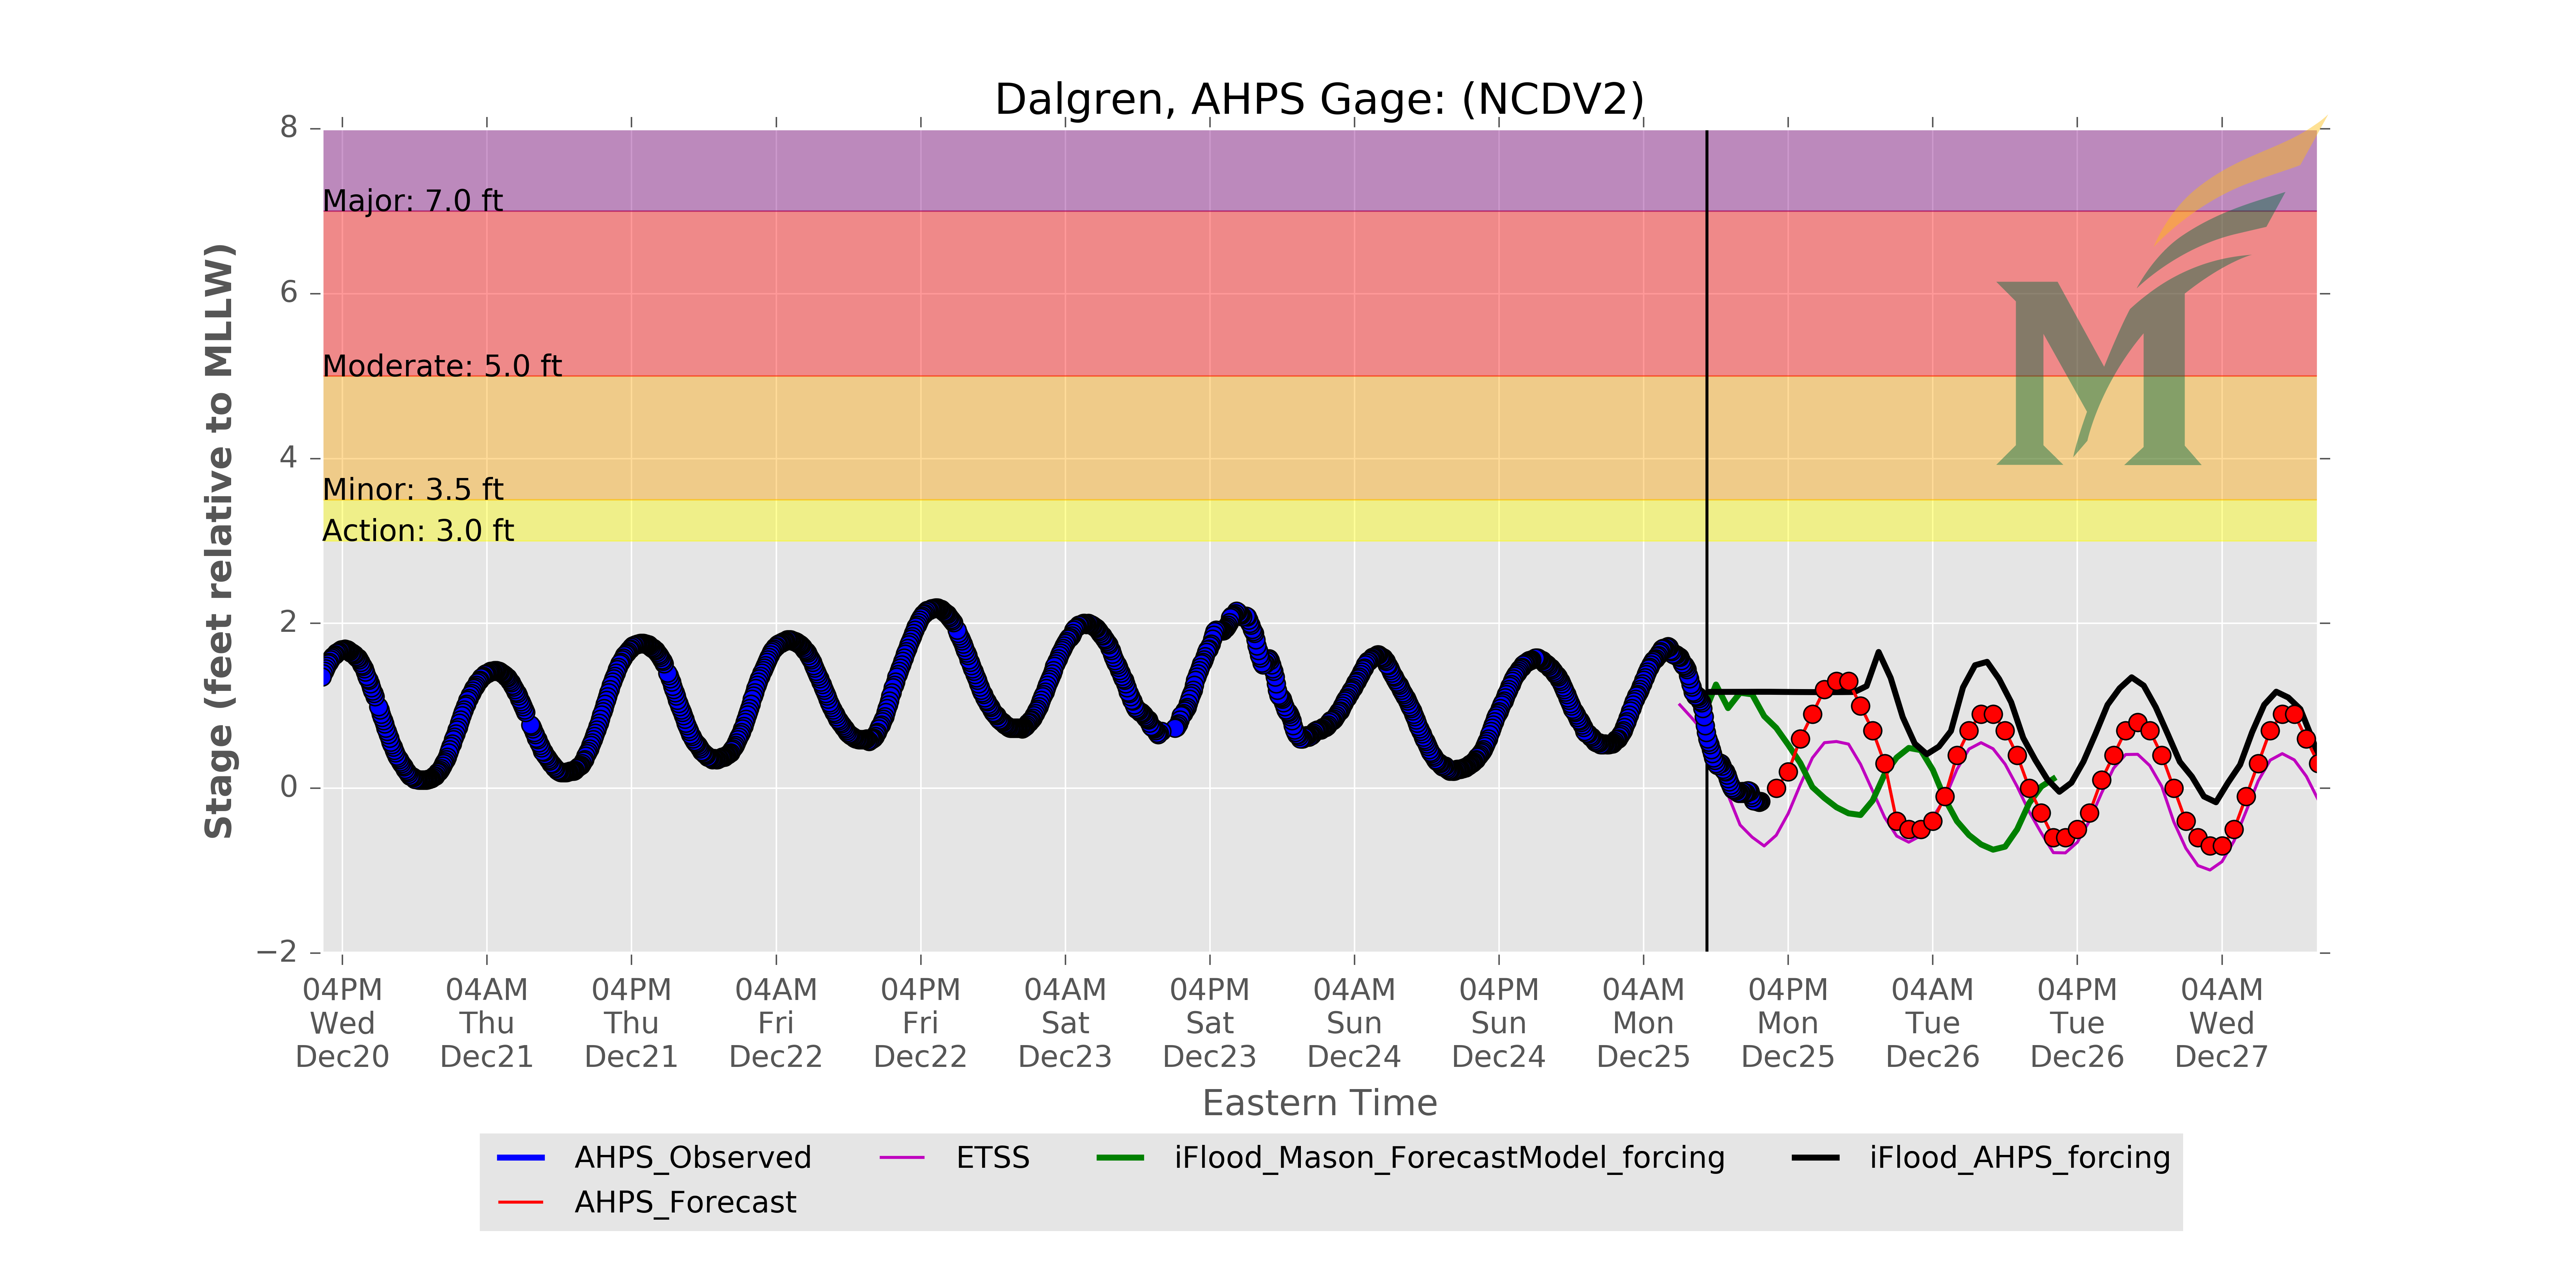 Dalgren, AHPS Gage: (NCDV2)
8
6
4
2
0
−2
Stage (feet relative to MLLW)
Major: 7.0 ft
Moderate: 5.0 ft
Minor: 3.5 ft
Action: 3.0 ft
M
04PM 04AM 04PM 04AM 04PM 04AM 04PM 04AM 04PM 04AM 04PM 04AM 04PM 04AM
Wed Thu Thu Fri Fri Sat Sat Sun Sun Mon Mon Tue Tue Wed
Dec20 Dec21 Dec21 Dec22 Dec22 Dec23 Dec23 Dec24 Dec24 Dec25 Dec25 Dec26 Dec26 Dec27
Eastern Time
AHPS_Observed ETSS iFlood_Mason_ForecastModel_forcing iFlood_AHPS_forcing
AHPS_Forecast